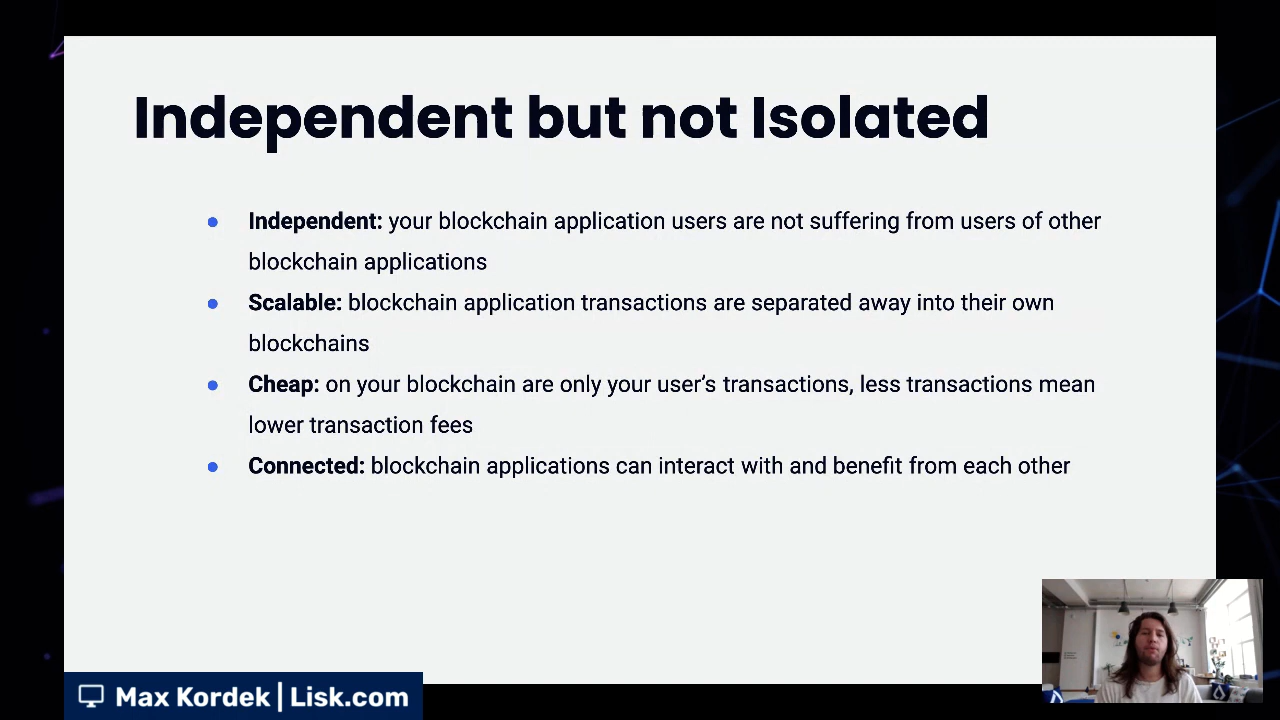 Independent but not Isolated
● Independent: your blockchain application users are not suffering from users of other
blockchain applications
● Scalable: blockchain application transactions are separated away into their own
blockchains
● Cheap: on your blockchain are only your user’s transactions, less transactions mean
lower transaction fees
● Connected: blockchain applications can interact with and benefit from each other
Max Kordek | Lisk.com